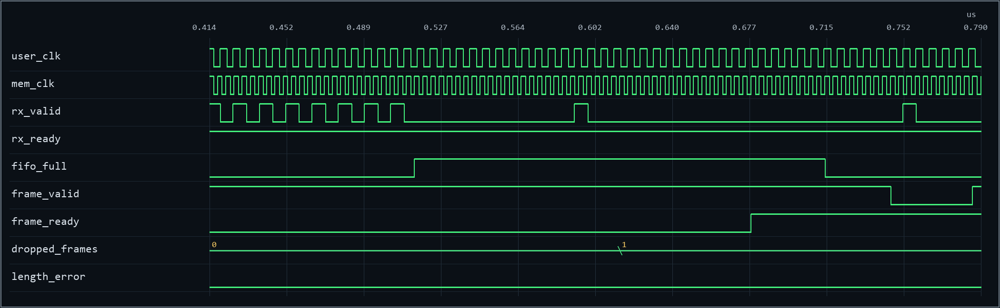 us
0.414 0.452 0.489 0.527 0.564 0.602 0.640 0.677 0.715 0.752 0.790
user_clk
mem_clk
rx_valid
rx_ready
fifo_full
frame_valid
frame_ready
dropped_frames 0 1
length_error